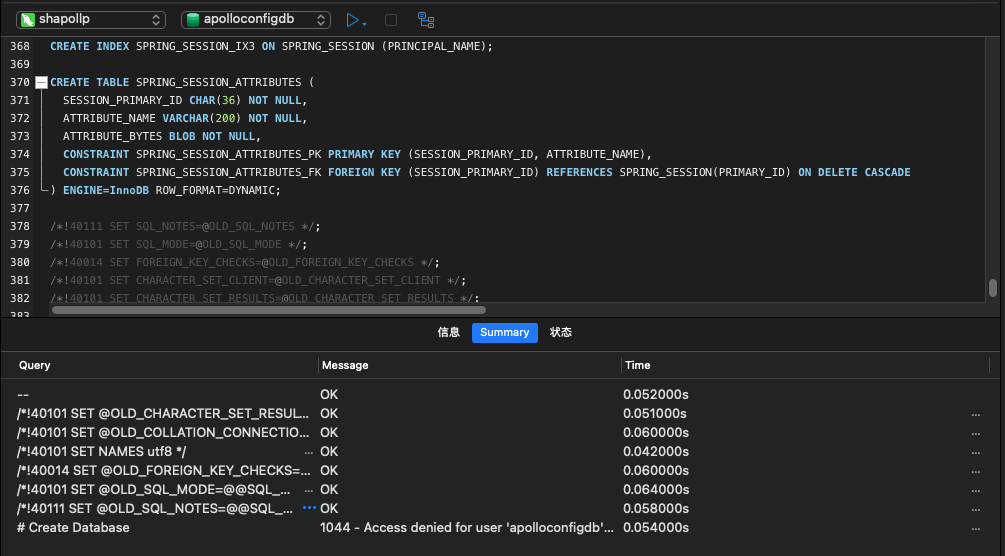 shapollp
apolloconfigdb
368 CREATE INDEX SPRING_SESSION_IX3 ON SPRING_SESSION (PRINCIPAL_NAME);
369
370 CREATE TABLE SPRING_SESSION_ATTRIBUTES (
371 SESSION_PRIMARY_ID CHAR(36) NOT NULL,
372 ATTRIBUTE_NAME VARCHAR(200) NOT NULL,
373 ATTRIBUTE_BYTES BLOB NOT NULL,
374 CONSTRAINT SPRING_SESSION_ATTRIBUTES_PK PRIMARY KEY (SESSION_PRIMARY_ID, ATTRIBUTE_NAME),
375 CONSTRAINT SPRING_SESSION_ATTRIBUTES_FK FOREIGN KEY (SESSION_PRIMARY_ID) REFERENCES SPRING_SESSION(PRIMARY_ID) ON DELETE CASCADE
376 ) ENGINE=InnoDB ROW_FORMAT=DYNAMIC;
377
378 /*!40111 SET SQL_NOTES=@OLD_SQL_NOTES */;
379 /*!40101 SET SQL_MODE=@OLD_SQL_MODE */;
380 /*!40014 SET FOREIGN_KEY_CHECKS=@OLD_FOREIGN_KEY_CHECKS */;
381 /*!40101 SET CHARACTER_SET_CLIENT=@OLD_CHARACTER_SET_CLIENT */;
382 /*!40101 SET CHARACTER_SET_RESULTS=@OLD_CHARACTER_SET_RESULTS */;
383
信息 Summary 状态
Query Message Time
-- OK 0.052000s
/*!40101 SET @OLD_CHARACTER_SET_RESUL... OK 0.051000s ...
/*!40101 SET @OLD_COLLATION_CONNECTIO... OK 0.060000s ...
/*!40101 SET NAMES utf8 */ ... OK 0.042000s ...
/*!40014 SET @OLD_FOREIGN_KEY_CHECKS=... OK 0.060000s ...
/*!40101 SET @OLD_SQL_MODE=@@SQL_... ... OK 0.064000s ...
/*!40111 SET @OLD_SQL_NOTES=@@SQL_... ... OK 0.058000s ...
# Create Database 1044 - Access denied for user 'apolloconfigdb'... 0.054000s ...